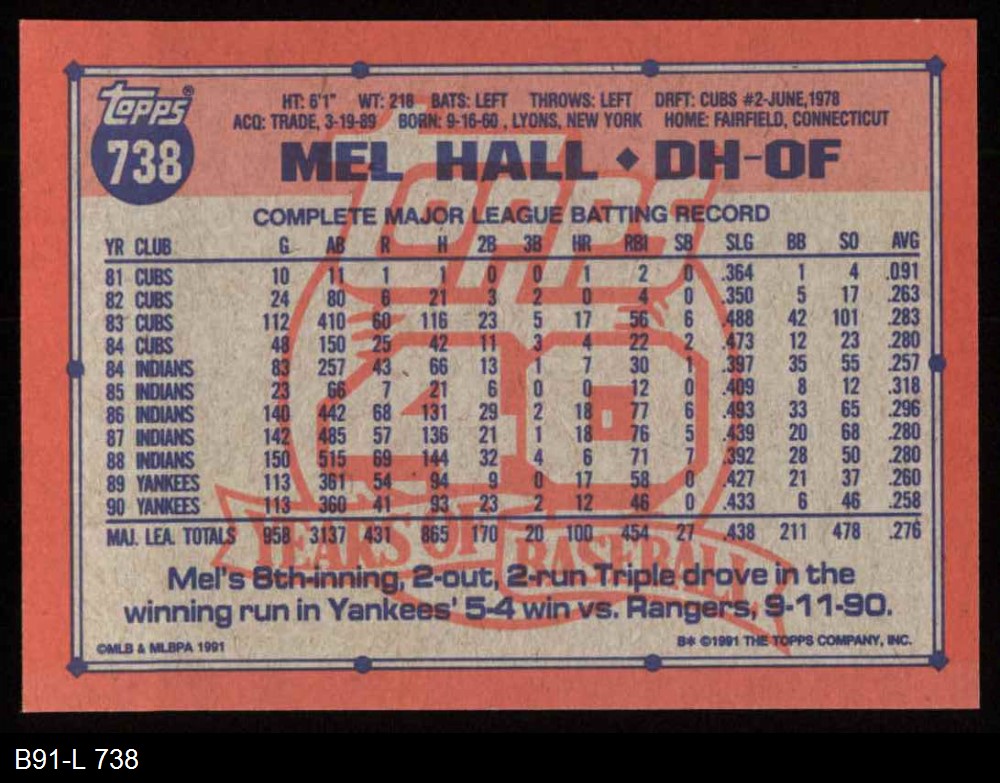 TOPPS®
738
HT: 6'1" WT: 218 BATS: LEFT THROWS: LEFT DRFT: CUBS #2-JUNE,1978
ACQ: TRADE, 3-19-89 BORN: 9-16-60 , LYONS, NEW YORK HOME: FAIRFIELD, CONNECTICUT
MEL HALL ◆ DH-OF
COMPLETE MAJOR LEAGUE BATTING RECORD
YR CLUB G AB R H 2B 3B HR RBI SB SLG BB SO AVG
81 CUBS 10 11 1 1 0 0 1 2 0 .364 1 4 .091
82 CUBS 24 80 6 21 3 2 0 4 0 .350 5 17 .263
83 CUBS 112 410 60 116 23 5 17 56 6 .488 42 101 .283
84 CUBS 48 150 25 42 11 3 4 22 2 .473 12 23 .280
84 INDIANS 83 257 43 66 13 1 7 30 1 .397 35 55 .257
85 INDIANS 23 66 7 21 6 0 0 12 0 .409 8 12 .318
86 INDIANS 140 442 68 131 29 2 18 77 6 .493 33 65 .296
87 INDIANS 142 485 57 136 21 1 18 76 5 .439 20 68 .280
88 INDIANS 150 515 69 144 32 4 6 71 7 .392 28 50 .280
89 YANKEES 113 361 54 94 9 0 17 58 0 .427 21 37 .260
90 YANKEES 113 360 41 93 23 2 12 46 0 .433 6 46 .258
MAJ. LEA. TOTALS 958 3137 431 865 170 20 100 454 27 .438 211 478 .276
TOPPS
40
YEARS OF BASEBALL
Mel's 8th-inning, 2-out, 2-run Triple drove in the
winning run in Yankees' 5-4 win vs. Rangers, 9-11-90.
©MLB & MLBPA 1991 B* ©1991 THE TOPPS COMPANY, INC.
B91-L 738